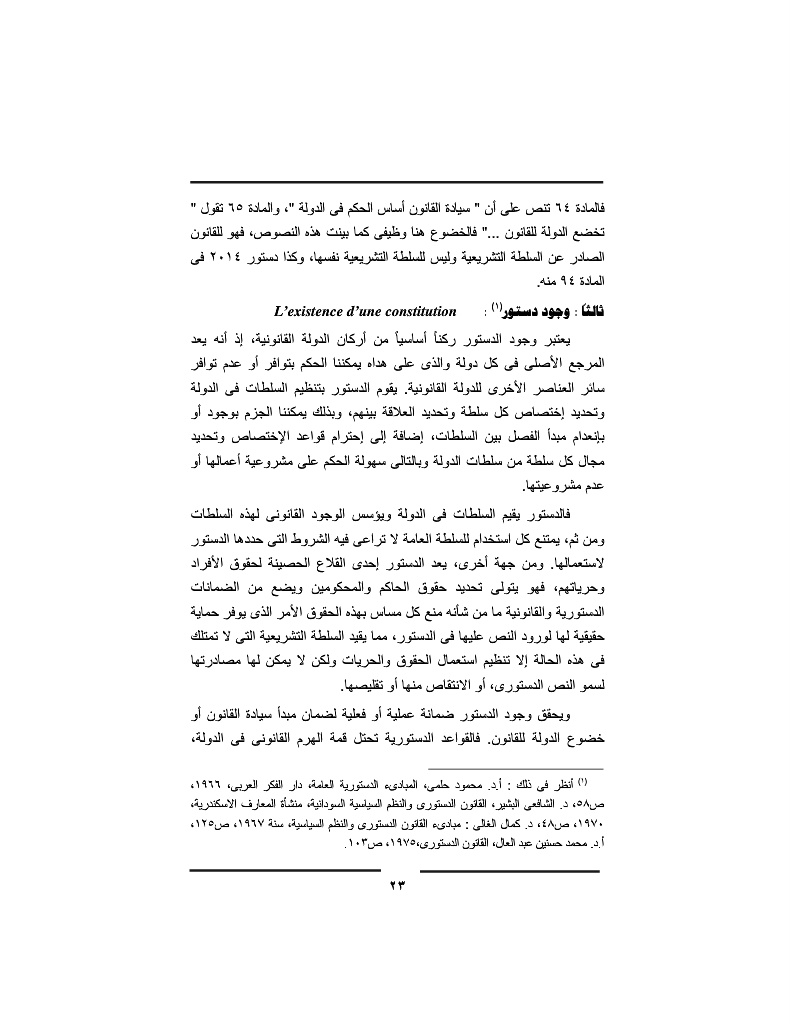 فالمادة ٦٤ تنص على أن " سيادة القانون أساس الحكم فى الدولة "، والمادة ٦٥ تقول "
تخضع الدولة للقانون ..." فالخضوع هنا وظيفى كما بينت هذه النصوص، فهو للقانون
الصادر عن السلطة التشريعية وليس للسلطة التشريعية نفسها، وكذا دستور ٢٠١٤ فى
المادة ٩٤ منه.
ثالثاً : وجود دستور(١) : L'existence d'une constitution
يعتبر وجود الدستور ركناً أساسياً من أركان الدولة القانونية، إذ أنه يعد
المرجع الأصلى فى كل دولة والذى على هداه يمكننا الحكم بتوافر أو عدم توافر
سائر العناصر الأخرى للدولة القانونية. يقوم الدستور بتنظيم السلطات فى الدولة
وتحديد إختصاص كل سلطة وتحديد العلاقة بينهم، وبذلك يمكننا الجزم بوجود أو
بإنعدام مبدأ الفصل بين السلطات، إضافة إلى إحترام قواعد الإختصاص وتحديد
مجال كل سلطة من سلطات الدولة وبالتالى سهولة الحكم على مشروعية أعمالها أو
عدم مشروعيتها.
فالدستور يقيم السلطات فى الدولة ويؤسس الوجود القانونى لهذه السلطات
ومن ثم، يمتنع كل استخدام للسلطة العامة لا تراعى فيه الشروط التى حددها الدستور
لاستعمالها. ومن جهة أخرى، يعد الدستور إحدى القلاع الحصينة لحقوق الأفراد
وحرياتهم، فهو يتولى تحديد حقوق الحاكم والمحكومين ويضع من الضمانات
الدستورية والقانونية ما من شأنه منع كل مساس بهذه الحقوق الأمر الذى يوفر حماية
حقيقية لها لورود النص عليها فى الدستور، مما يقيد السلطة التشريعية التى لا تمتلك
فى هذه الحالة إلا تنظيم استعمال الحقوق والحريات ولكن لا يمكن لها مصادرتها
لسمو النص الدستورى، أو الانتقاص منها أو تقليصها.
ويحقق وجود الدستور ضمانة عملية أو فعلية لضمان مبدأ سيادة القانون أو
خضوع الدولة للقانون. فالقواعد الدستورية تحتل قمة الهرم القانونى فى الدولة،
(١) أنظر فى ذلك : أ.د. محمود حلمى، المبادىء الدستورية العامة، دار الفكر العربى، ١٩٦٦،
ص٥٨، د. الشافعى البشير، القانون الدستورى والنظم السياسية السودانية، منشأة المعارف الاسكندرية،
١٩٧٠، ص٤٨، د. كمال الغالى : مبادىء القانون الدستورى والنظم السياسية، سنة ١٩٦٧، ص١٢٥،
أ.د. محمد حسنين عبد العال، القانون الدستورى،١٩٧٥، ص١٠٣.
٢٣